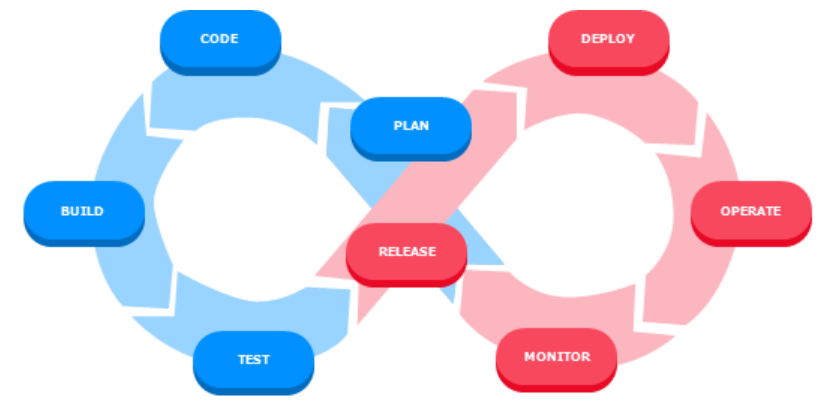 CODE
DEPLOY
PLAN
BUILD
OPERATE
RELEASE
TEST
MONITOR